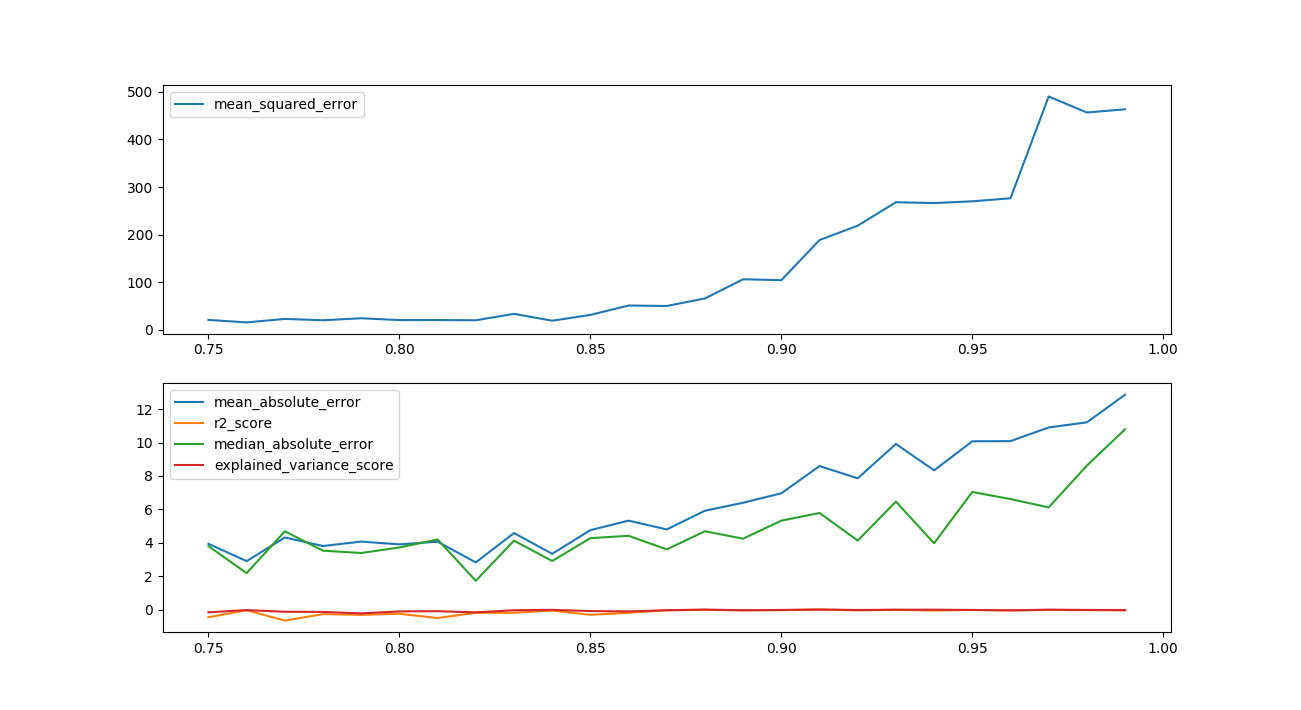 mean_squared_error
500
400
300
200
100
0
0.75 0.80 0.85 0.90 0.95 1.00
mean_absolute_error
r2_score
median_absolute_error
explained_variance_score
12
10
8
6
4
2
0
0.75 0.80 0.85 0.90 0.95 1.00